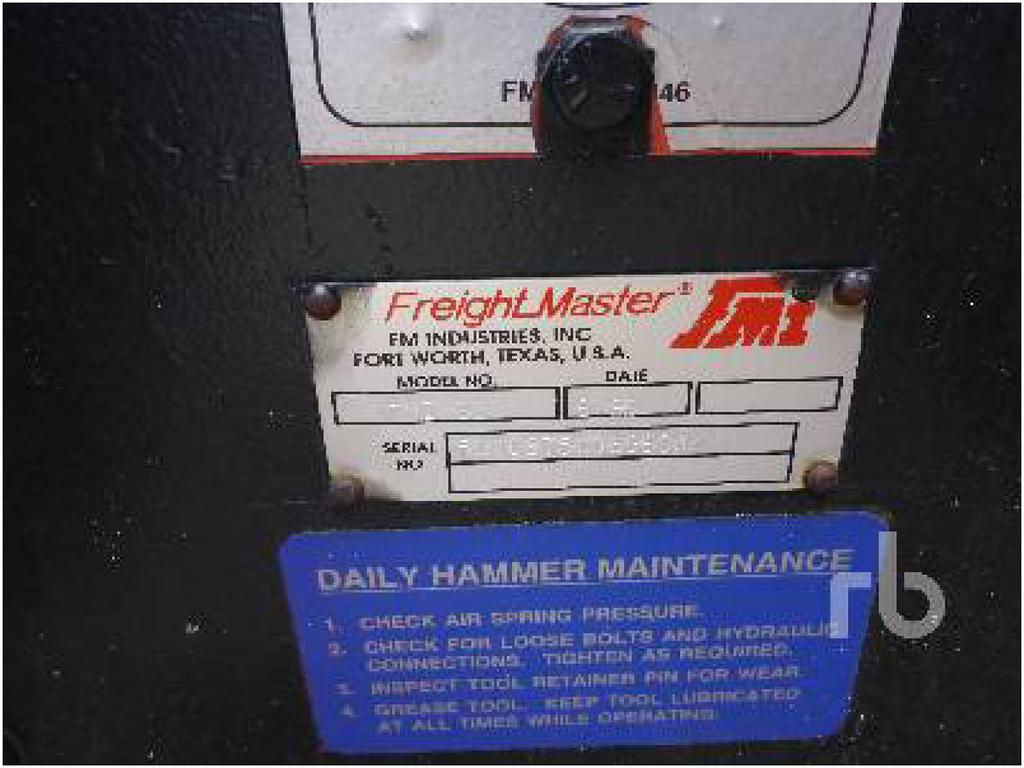 46
FreightMaster®
FMI
FM INDUSTRIES, INC
FORT WORTH, TEXAS, U.S.A.
MODEL NO.
DATE
SERIAL
NO
DAILY HAMMER MAINTENANCE
1. CHECK AIR SPRING PRESSURE.
2. CHECK FOR LOOSE BOLTS AND HYDRAULIC
CONNECTIONS. TIGHTEN AS REQUIRED.
3. INSPECT TOOL RETAINER PIN FOR WEAR.
4. GREASE TOOL. KEEP TOOL LUBRICATED
AT ALL TIMES WHILE OPERATING.
rb